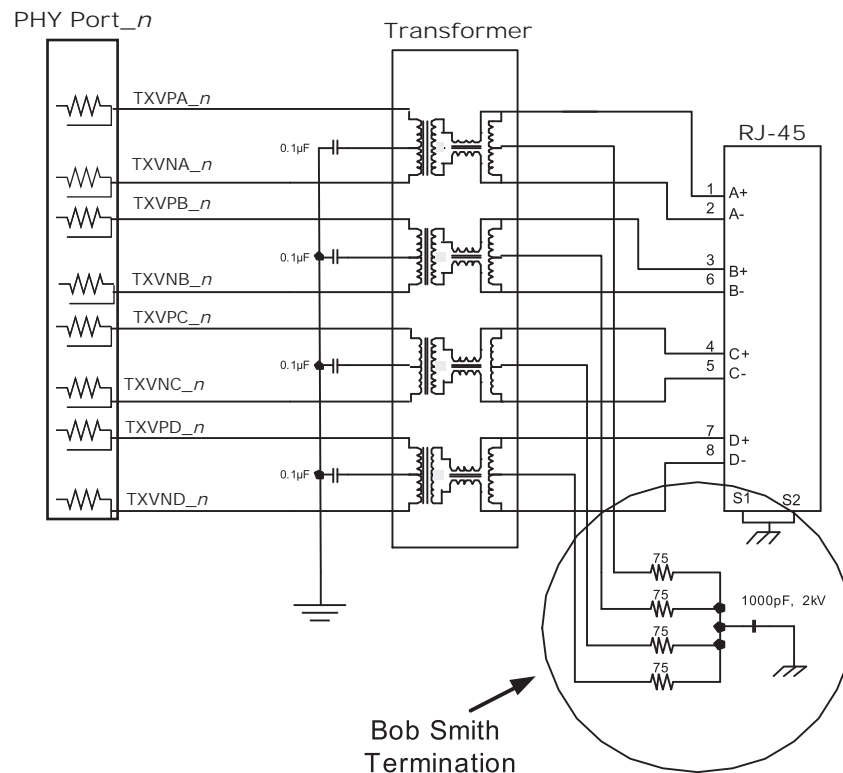 PHY Port_n
Transformer
TXVPA_n
0.1µF
TXVNA_n
TXVPB_n
0.1µF
TXVNB_n
TXVPC_n
0.1µF
TXVNC_n
TXVPD_n
0.1µF
TXVND_n
RJ-45
1 A+
2 A-
3 B+
6 B-
4 C+
5 C-
7 D+
8 D-
S1 S2
75
75
75
75
1000pF, 2kV
Bob Smith
Termination